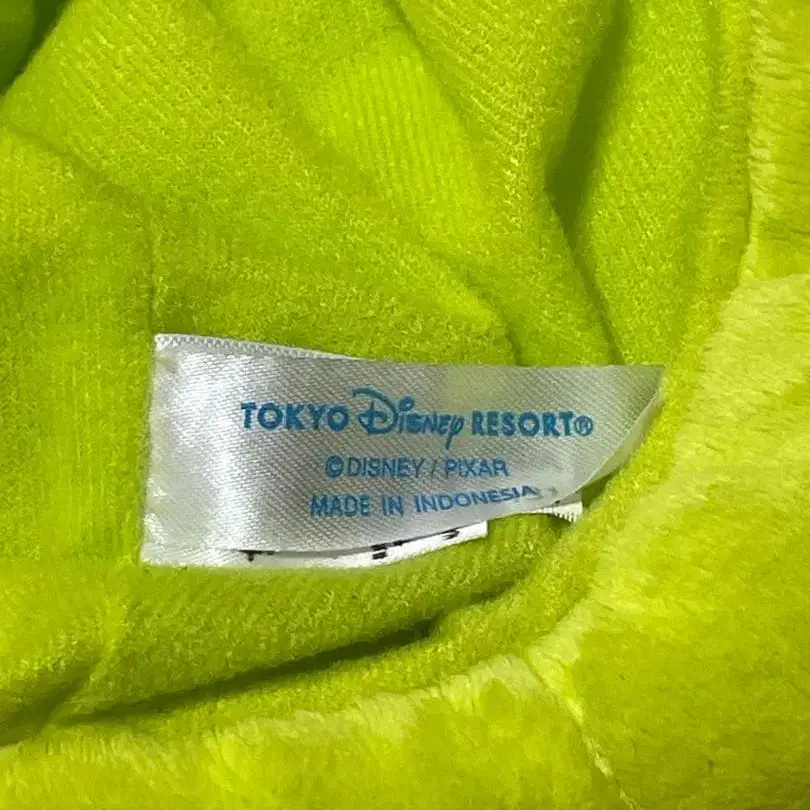 TOKYO Disney RESORT®
©DISNEY / PIXAR
MADE IN INDONESIA